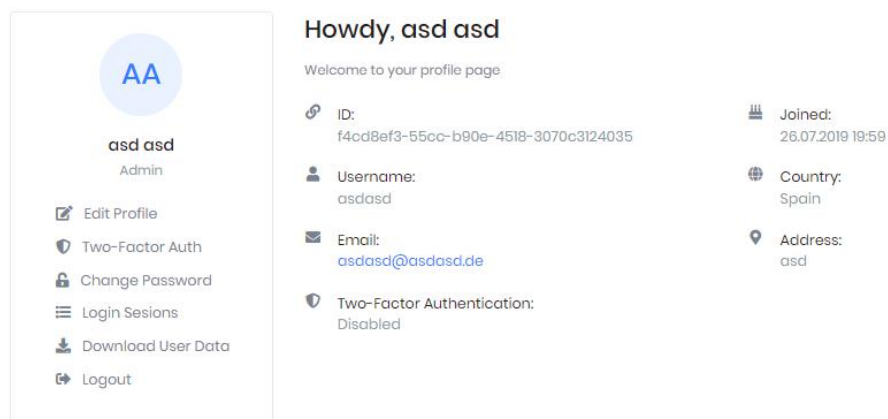 AA
asd asd
Admin
Edit Profile
Two-Factor Auth
Change Password
Login Sesions
Download User Data
Logout
Howdy, asd asd
Welcome to your profile page
ID:
f4cd8ef3-55cc-b90e-4518-3070c3124035
Joined:
26.07.2019 19:59
Username:
asdasd
Country:
Spain
Email:
asdasd@asdasd.de
Address:
asd
Two-Factor Authentication:
Disabled